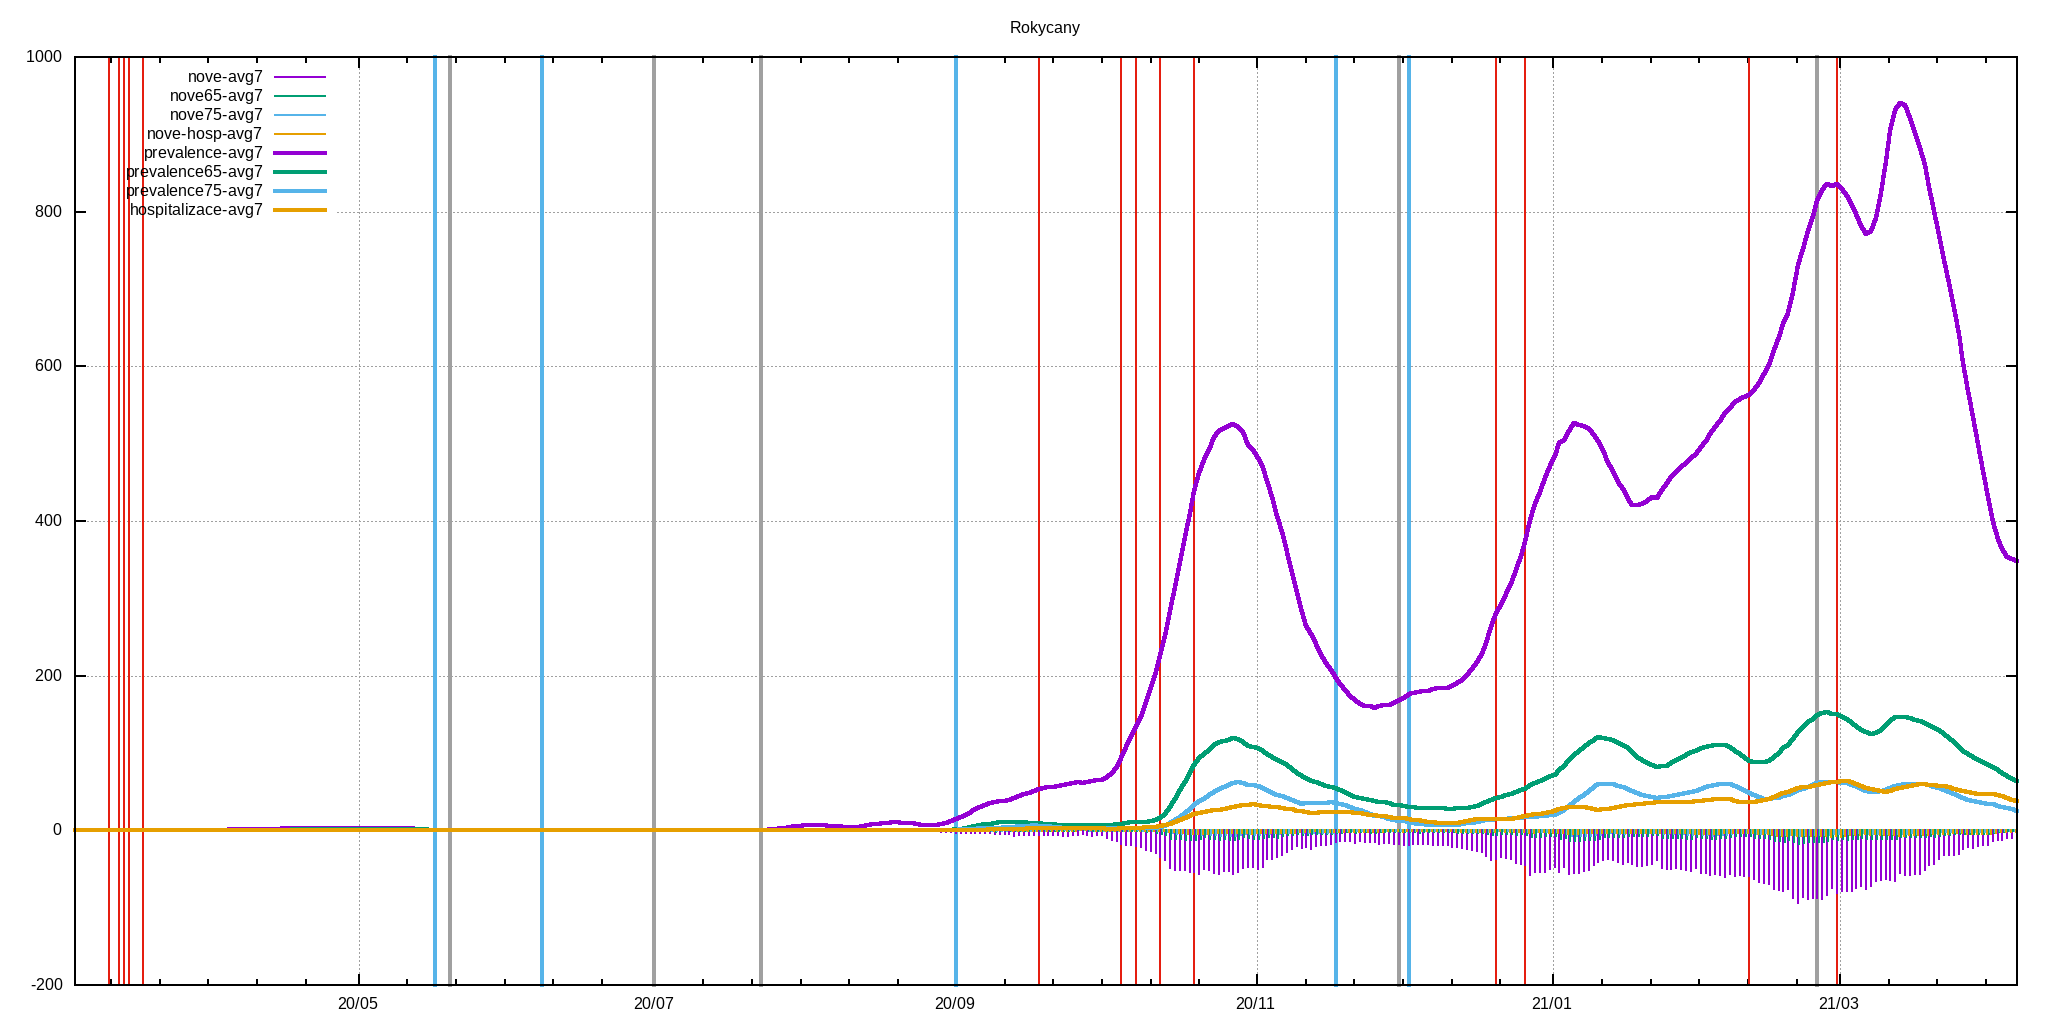 Rokycany
1000
800
600
400
200
0
-200
nove-avg7
nove65-avg7
nove75-avg7
nove-hosp-avg7
prevalence-avg7
prevalence65-avg7
prevalence75-avg7
hospitalizace-avg7
20/05 20/07 20/09 20/11 21/01 21/03